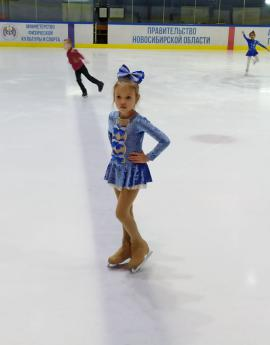 МИНИСТЕРСТВО
ФИЗИЧЕСКОЙ
КУЛЬТУРЫ И СПОРТА
ПРАВИТЕЛЬСТВО
НОВОСИБИРСКОЙ ОБЛАСТИ